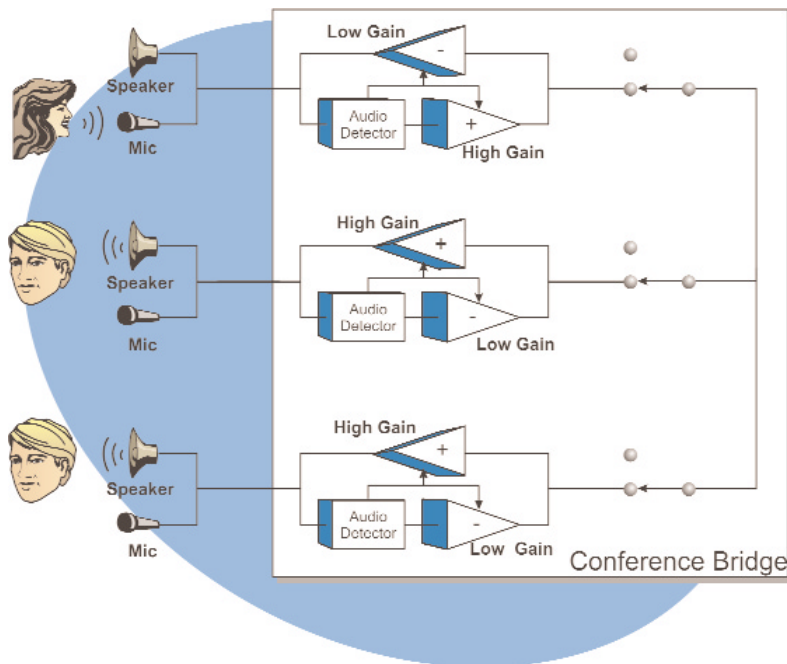 Low Gain
-
Speaker
Audio
Detector
+
Mic
High Gain
High Gain
+
Speaker
Audio
Detector
-
Mic
Low Gain
High Gain
+
Speaker
Audio
Detector
-
Mic
Low Gain
Conference Bridge